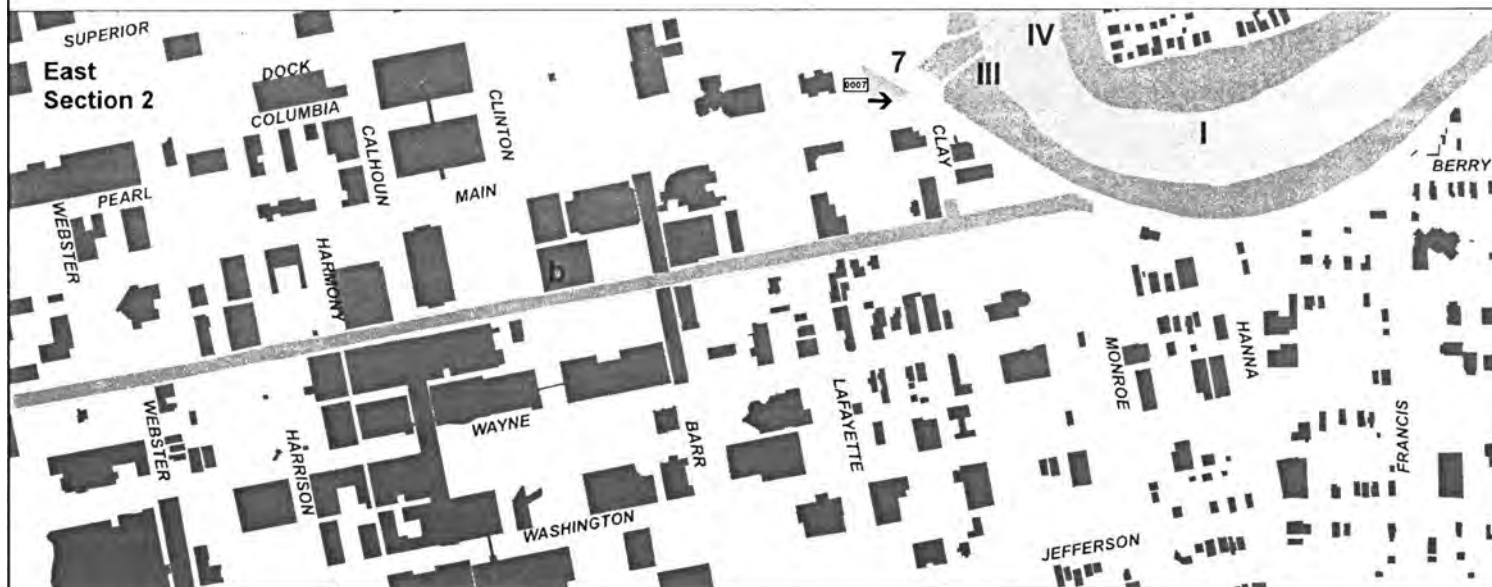 SUPERIOR
East
Section 2
DOCK
COLUMBIA
CALHOUN
CLINTON
PEARL
WEBSTER
MAIN
HARMONY
b
7
0007
IV
III
I
CLAY
BERRY
WEBSTER
HARRISON
WAYNE
BARR
LAFAYETTE
MONROE
HANNA
FRANCIS
WASHINGTON
JEFFERSON